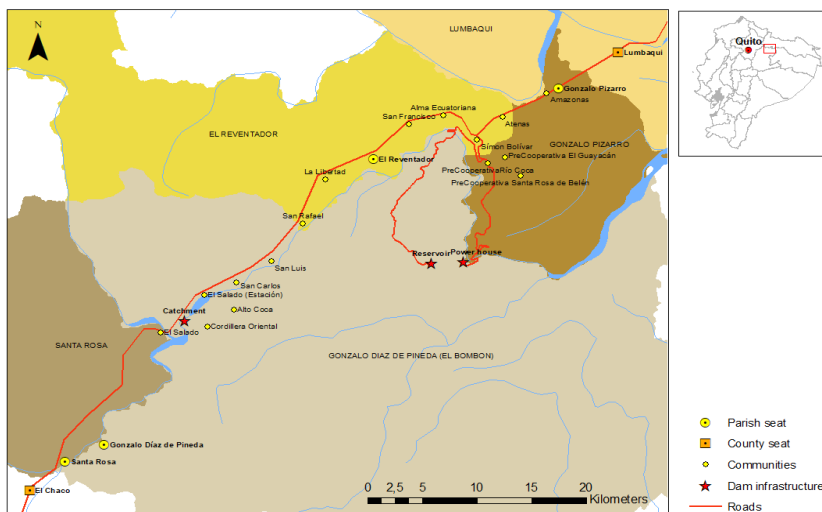 N
LUMBAQUI
Lumbaqui
Gonzalo Pizarro
Amazonas
Alma Ecuatoriana
San Francisco
Atenas
EL REVENTADOR
Símon Bolívar
GONZALO PIZARRO
El Reventador
PreCooperativa El Guayacán
PreCooperativaRío Coca
La Libertad
PreCooperativa Santa Rosa de Belén
San Rafael
Reservoir
Power house
San Luis
San Carlos
El Salado (Estación)
Catchment
Alto Coca
El Salado
Cordillera Oriental
SANTA ROSA
GONZALO DIAZ DE PINEDA (EL BOMBON)
Gonzalo Díaz de Pineda
Santa Rosa
El Chaco
0 2,5 5 10 15 20
Kilometers
Quito
Parish seat
County seat
Communities
Dam infrastructure
Roads